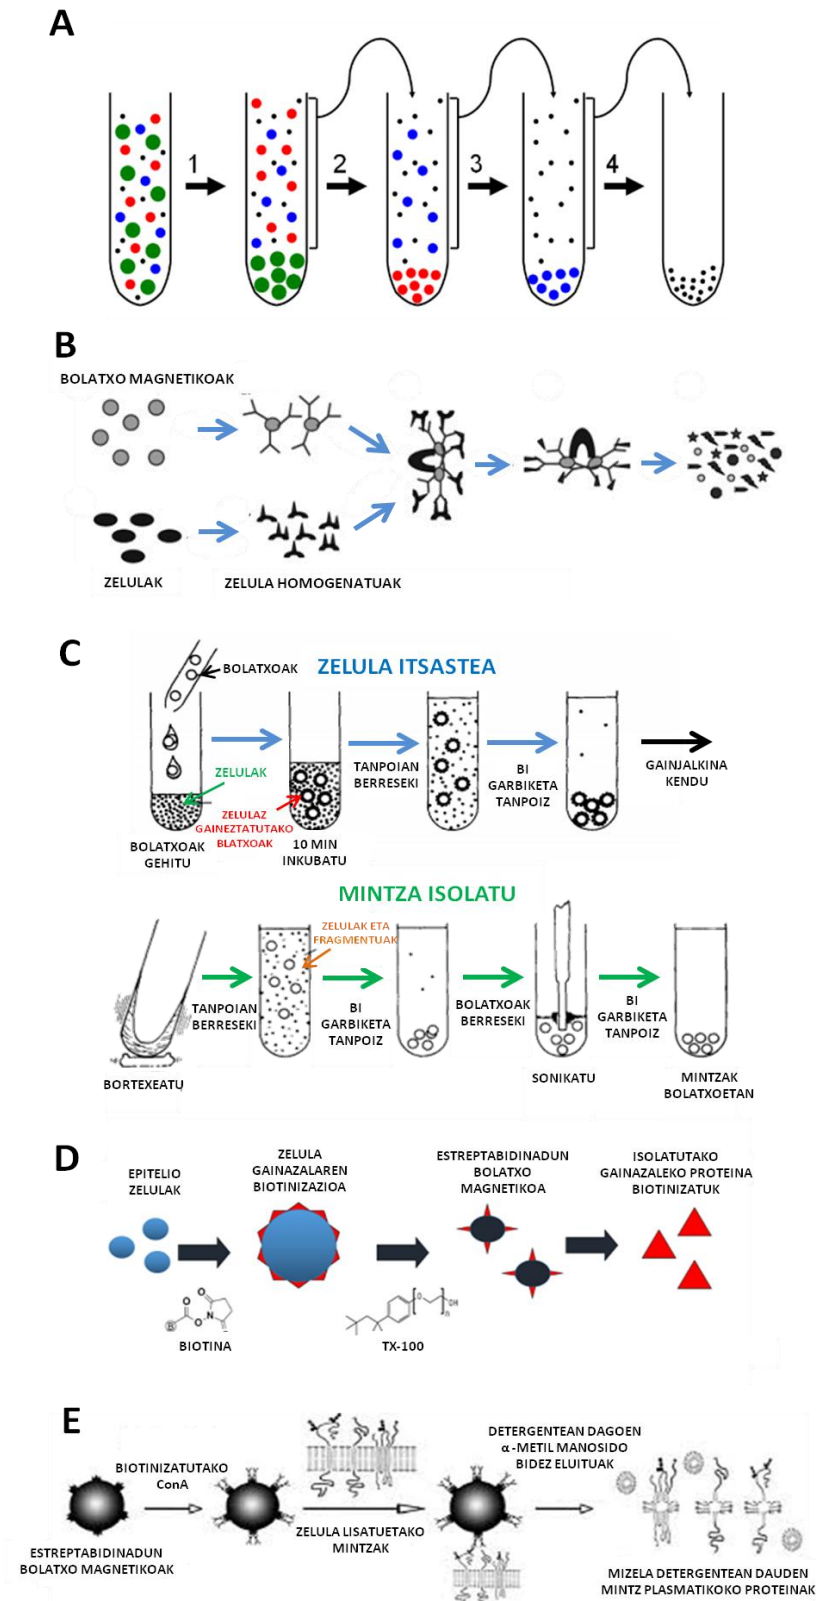 A
1
2
3
4
B
BOLATXO MAGNETIKOAK
ZELULAK
ZELULA HOMOGENATUAK
C
BOLATXOAK
ZELULA ITSASTEA
ZELULAK
ZELULAZ
GAINEZTATUTAKO
BLATXOAK
BOLATXOAK
GEHITU
10 MIN
INKUBATU
TANPOIAN
BERRESEKI
BI
GARBIKETA
TANPOIZ
GAINJALKINA
KENDU
MINTZA ISOLATU
BORTEXEATU
TANPOIAN
BERRESEKI
ZELULAK ETA
FRAGMENTUAK
BI
GARBIKETA
TANPOIZ
BOLATXOAK
BERRESEKI
SONIKATU
BI
GARBIKETA
TANPOIZ
MINTZAK
BOLATXOETAN
D
EPITELIO
ZELULAK
BIOTINA
ZELULA
GAINAZALAREN
BIOTINIZAZIOA
TX-100
ESTREPTABIDINADUN
BOLATXO
MAGNETIKOA
ISOLATUTAKO
GAINAZALEKO PROTEINA
BIOTINIZATUK
O
O
N
O
O
B
O
OH
n
E
ESTREPTABIDINADUN
BOLATXO MAGNETIKOAK
BIOTINIZATUTAKO
ConA
ZELULA LISATUETAKO
MINTZAK
DETERGENTEAN DAGOEN
α -METIL MANOSIDO
BIDEZ ELUITUAK
MIZELA DETERGENTEAN DAUDEN
MINTZ PLASMATIKOKO PROTEINAK